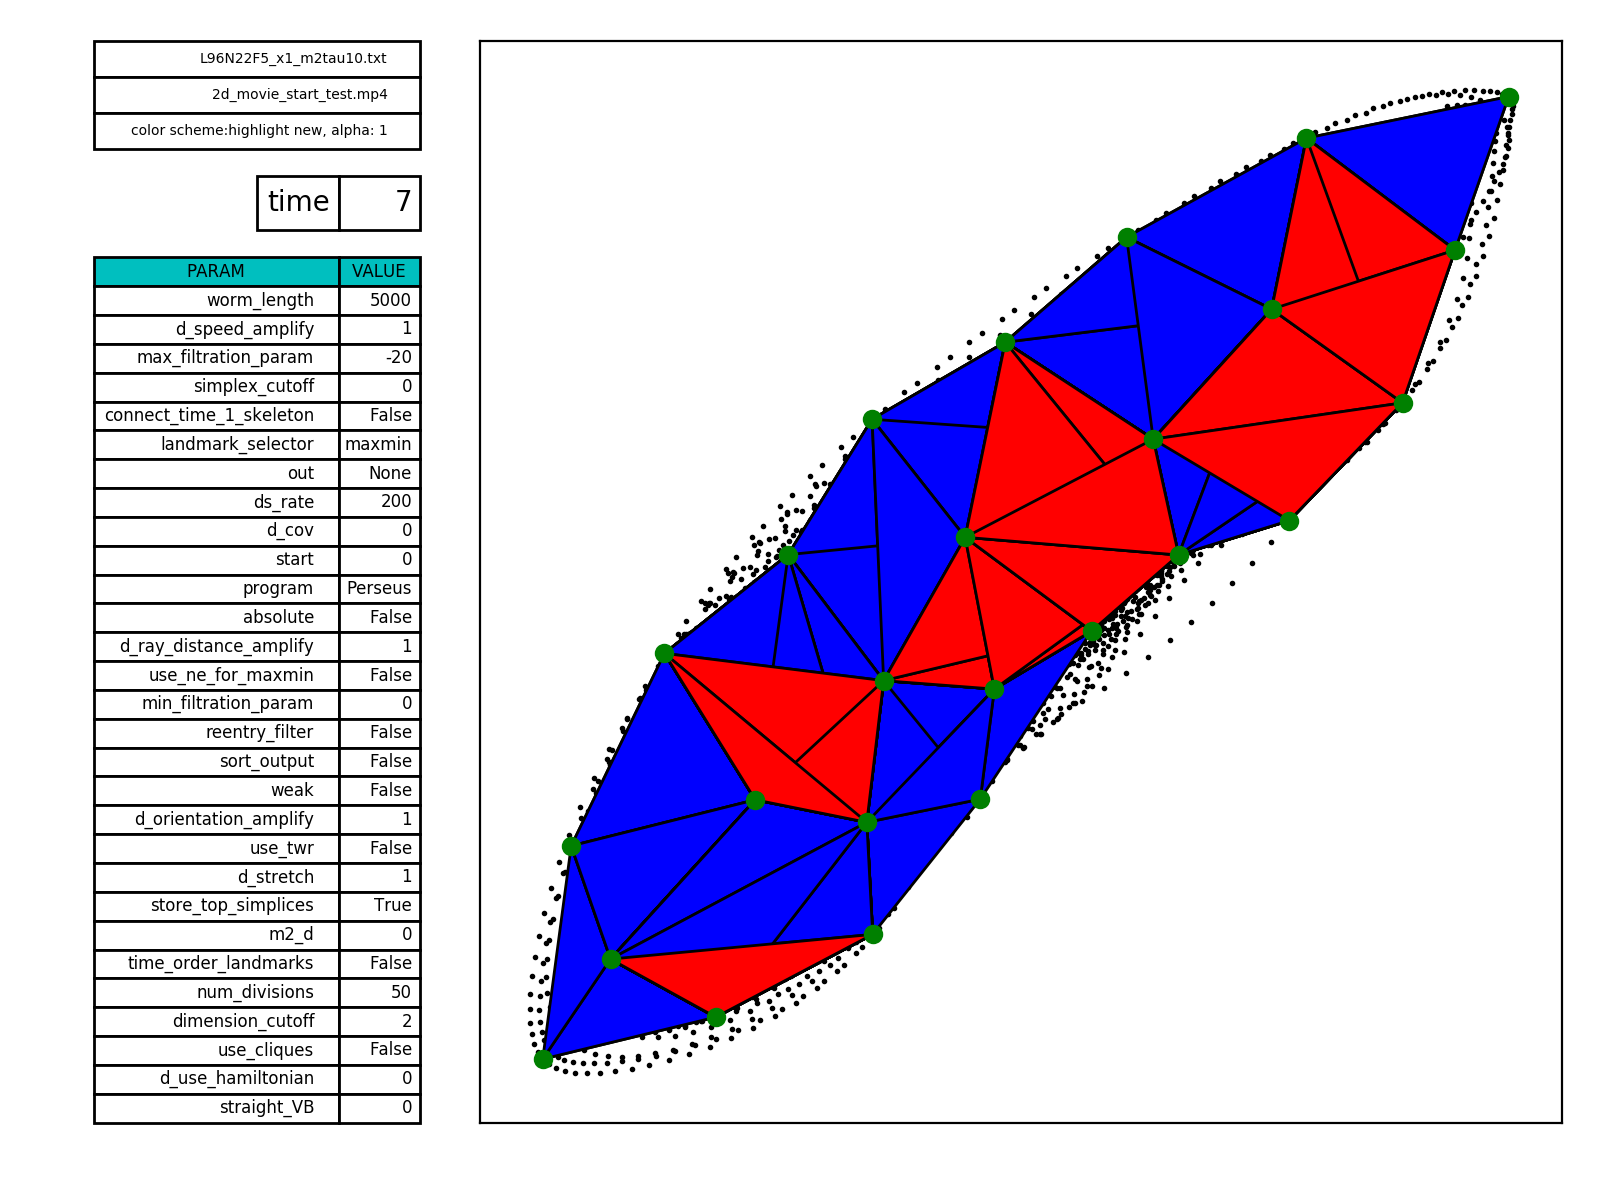 L96N22F5_x1_m2tau10.txt
2d_movie_start_test.mp4
color scheme:highlight new, alpha: 1
time 7
PARAM VALUE
worm_length 5000
d_speed_amplify 1
max_filtration_param -20
simplex_cutoff 0
connect_time_1_skeleton False
landmark_selector maxmin
out None
ds_rate 200
d_cov 0
start 0
program Perseus
absolute False
d_ray_distance_amplify 1
use_ne_for_maxmin False
min_filtration_param 0
reentry_filter False
sort_output False
weak False
d_orientation_amplify 1
use_twr False
d_stretch 1
store_top_simplices True
m2_d 0
time_order_landmarks False
num_divisions 50
dimension_cutoff 2
use_cliques False
d_use_hamiltonian 0
straight_VB 0